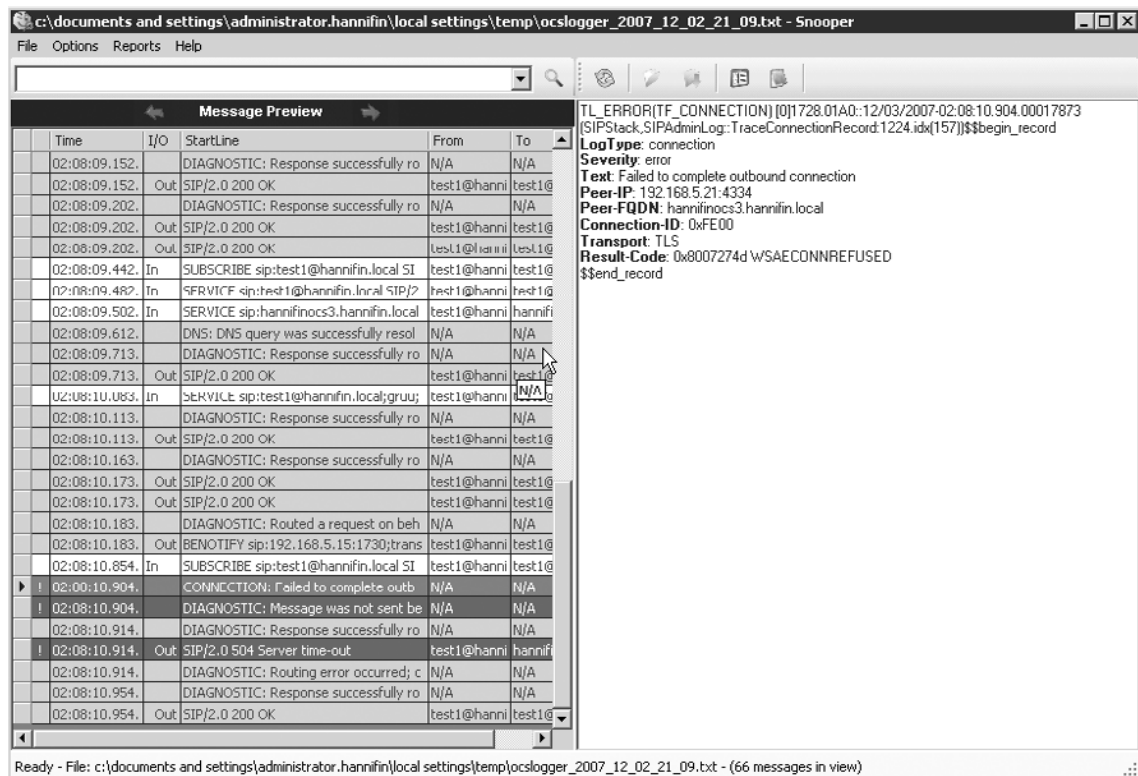 c:\documents and settings\administrator.hannifin\local settings\temp\ocslogger_2007_12_02_21_09.txt - Snooper
File Options Reports Help
Message Preview
Time I/O StartLine From To
02:08:09.152. DIAGNOSTIC: Response successfully ro N/A N/A
02:08:09.152. Out SIP/2.0 200 OK test1@hanni test1@
02:08:09.202. DIAGNOSTIC: Response successfully ro N/A N/A
02:08:09.202. Out SIP/2.0 200 OK test1@hanni test1@
02:08:09.202. Out SIP/2.0 200 OK test1@hanni test1@
02:08:09.442. In SUBSCRIBE sip:test1@hannifin.local SI test1@hanni test1@
02:08:09.482. In SERVICE sip:test1@hannifin.local SIP/2 test1@hanni test1@
02:08:09.502. In SERVICE sip:hannifinocs3.hannifin.local test1@hanni hannifi
02:08:09.612. DNS: DNS query was successfully resol N/A N/A
02:08:09.713. DIAGNOSTIC: Response successfully ro N/A N/A
02:08:09.713. Out SIP/2.0 200 OK test1@hanni test1@
N/A
02:08:10.083. In SERVICE sip:test1@hannifin.local;gruu; test1@hanni
02:08:10.113. DIAGNOSTIC: Response successfully ro N/A N/A
02:08:10.113. Out SIP/2.0 200 OK test1@hanni test1@
02:08:10.163. DIAGNOSTIC: Response successfully ro N/A N/A
02:08:10.173. Out SIP/2.0 200 OK test1@hanni test1@
02:08:10.173. Out SIP/2.0 200 OK test1@hanni test1@
02:08:10.183. DIAGNOSTIC: Routed a request on beh N/A N/A
02:08:10.183. Out BENOTIFY sip:192.168.5.15:1730;trans test1@hanni test1@
02:08:10.854. In SUBSCRIBE sip:test1@hannifin.local SI test1@hanni test1@
! 02:00:10.904. CONNECTION: Failed to complete outb N/A N/A
! 02:08:10.904. DIAGNOSTIC: Message was not sent be N/A N/A
02:08:10.914. DIAGNOSTIC: Response successfully ro N/A N/A
! 02:08:10.914. Out SIP/2.0 504 Server time-out test1@hanni hannifi
02:08:10.914. DIAGNOSTIC: Routing error occurred; c N/A N/A
02:08:10.954. DIAGNOSTIC: Response successfully ro N/A N/A
02:08:10.954. Out SIP/2.0 200 OK test1@hanni test1@
TL_ERROR(TF_CONNECTION) [0]1728.01A0::12/03/2007-02:08:10.904.00017873
(SIPStack,SIPAdminLog::TraceConnectionRecord:1224.idx(157))$$begin_record
LogType: connection
Severity: error
Text: Failed to complete outbound connection
Peer-IP: 192.168.5.21:4334
Peer-FQDN: hannifinocs3.hannifin.local
Connection-ID: 0xFE00
Transport: TLS
Result-Code: 0x8007274d WSAECONNREFUSED
$$end_record
Ready - File: c:\documents and settings\administrator.hannifin\local settings\temp\ocslogger_2007_12_02_21_09.txt - (66 messages in view)